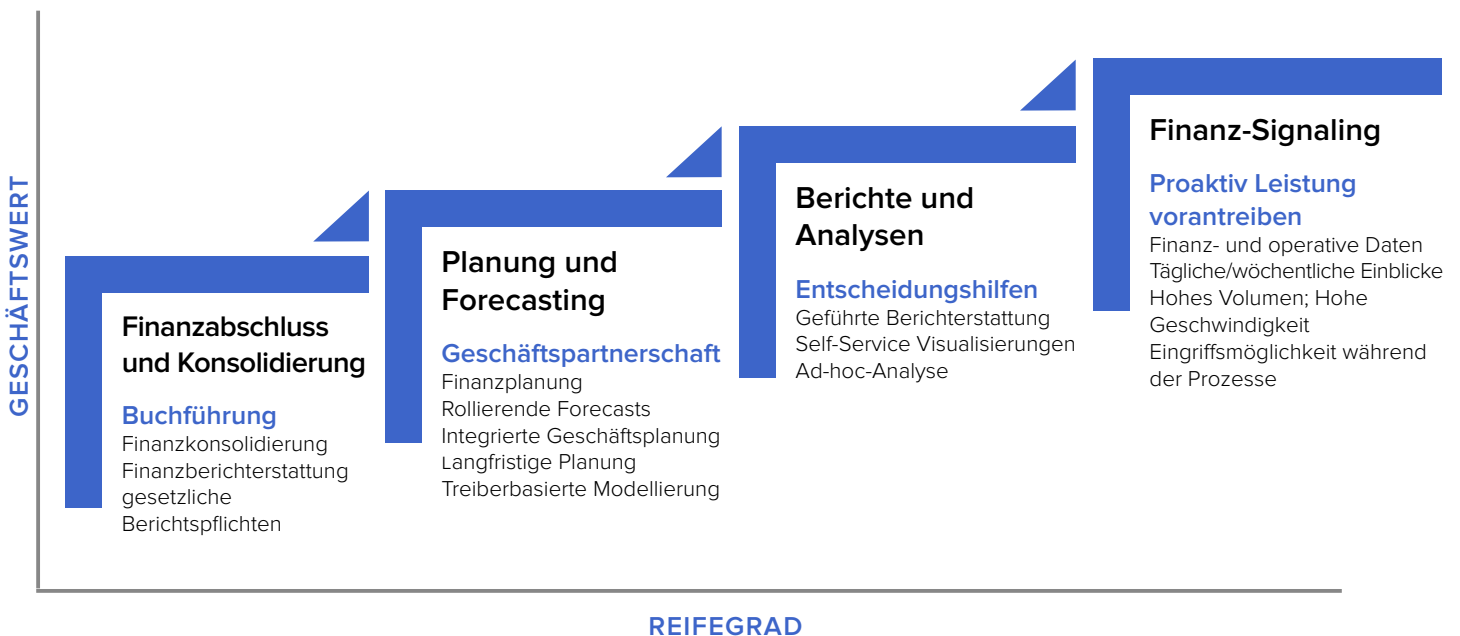 GESCHÄFTSWERT
Finanzabschluss
und Konsolidierung
Buchführung
Finanzkonsolidierung
Finanzberichterstattung
gesetzliche
Berichtspflichten
Planung und
Forecasting
Geschäftspartnerschaft
Finanzplanung
Rollierende Forecasts
Integrierte Geschäftsplanung
Langfristige Planung
Treiberbasierte Modellierung
Berichte und
Analysen
Entscheidungshilfen
Geführte Berichterstattung
Self-Service Visualisierungen
Ad-hoc-Analyse
Finanz-Signaling
Proaktiv Leistung
vorantreiben
Finanz- und operative Daten
Tägliche/wöchentliche Einblicke
Hohes Volumen; Hohe
Geschwindigkeit
Eingriffsmöglichkeit während
der Prozesse
REIFEGRAD